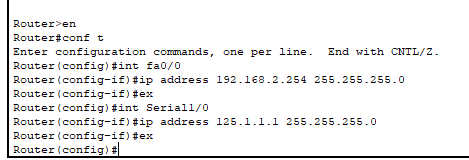 Router>en
Router#conf t
Enter configuration commands, one per line.  End with CNTL/Z.
Router(config)#int fa0/0
Router(config-if)#ip address 192.168.2.254 255.255.255.0
Router(config-if)#ex
Router(config)#int Serial1/0
Router(config-if)#ip address 125.1.1.1 255.255.255.0
Router(config-if)#ex
Router(config)#